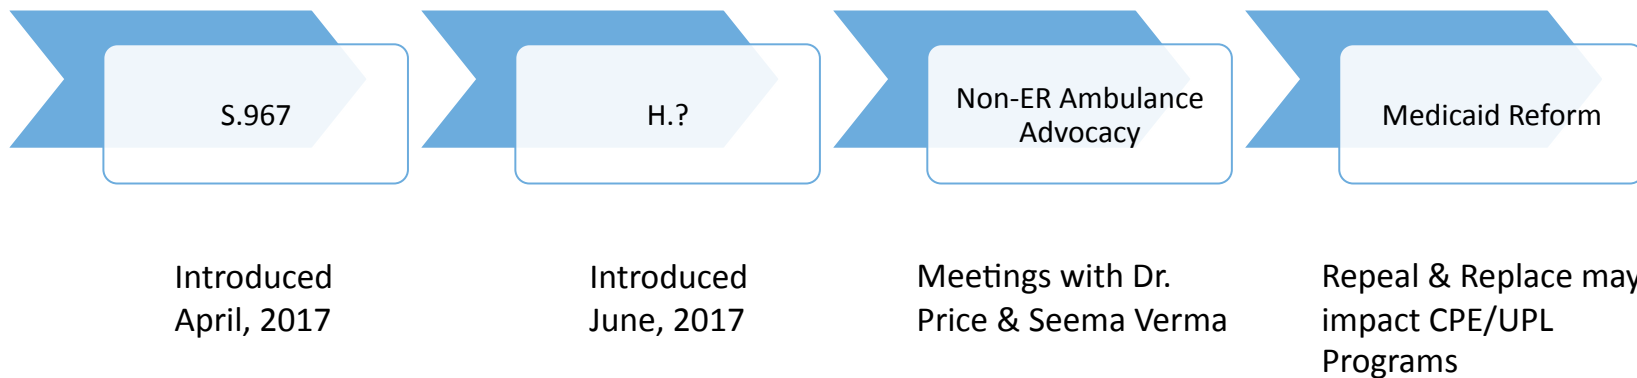 S.967
H.?
Non-ER Ambulance
Advocacy
Medicaid Reform
Introduced
April, 2017
Introduced
June, 2017
Meetings with Dr.
Price & Seema Verma
Repeal & Replace may
impact CPE/UPL
Programs